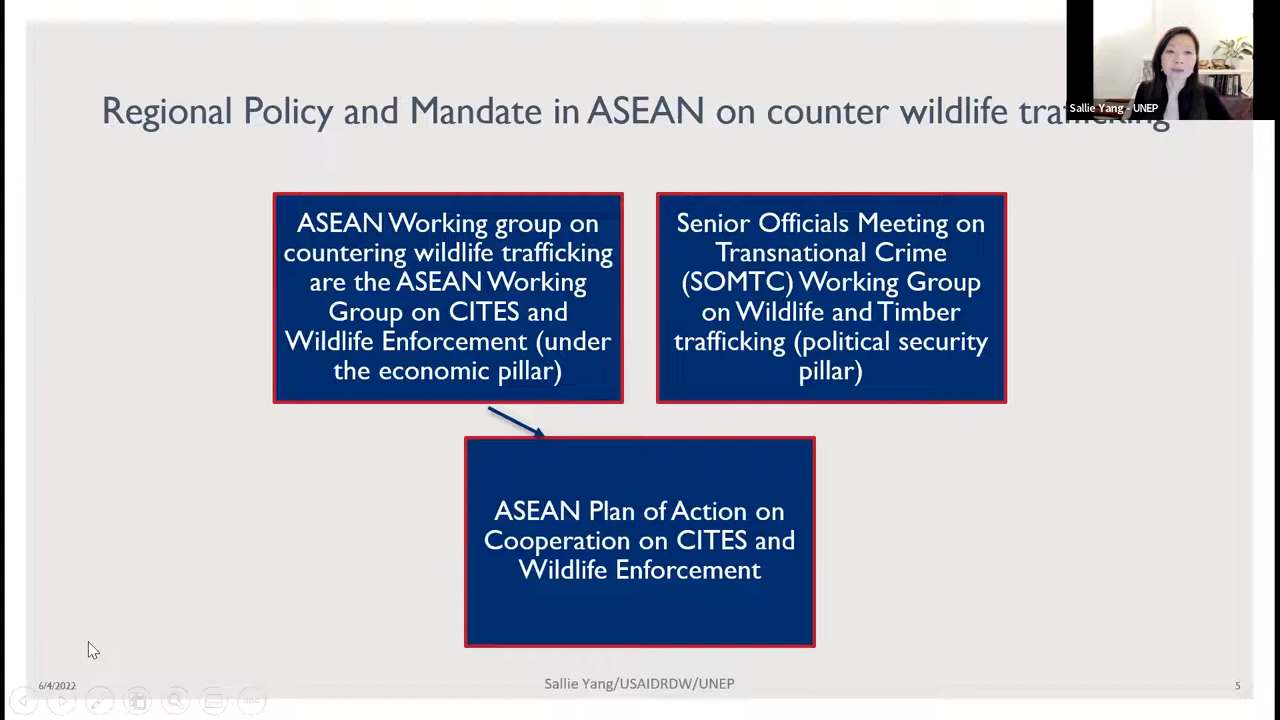 Sallie Yang - UNEP
Regional Policy and Mandate in ASEAN on counter wildlife trafficking
ASEAN Working group on
countering wildlife trafficking
are the ASEAN Working
Group on CITES and
Wildlife Enforcement (under
the economic pillar)
Senior Officials Meeting on
Transnational Crime
(SOMTC) Working Group
on Wildlife and Timber
trafficking (political security
pillar)
ASEAN Plan of Action on
Cooperation on CITES and
Wildlife Enforcement
6/4/2022
Sallie Yang/USAIDRDW/UNEP
5